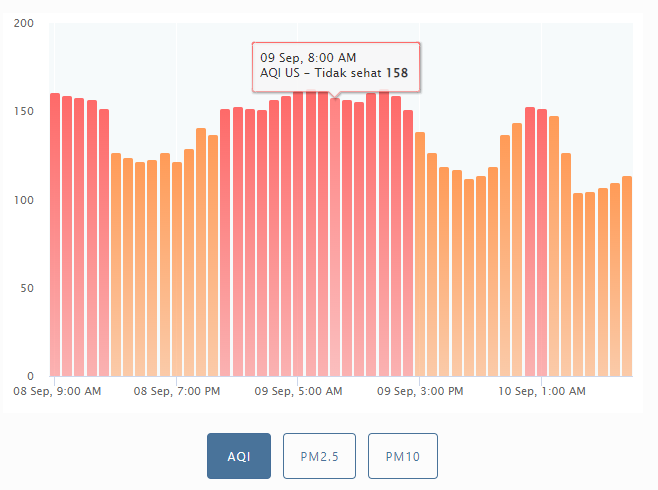 200
09 Sep, 8:00 AM
AQI US - Tidak sehat 158
150
100
50
0
08 Sep, 9:00 AM 08 Sep, 7:00 PM 09 Sep, 5:00 AM 09 Sep, 3:00 PM 10 Sep, 1:00 AM
AQI PM2.5 PM10